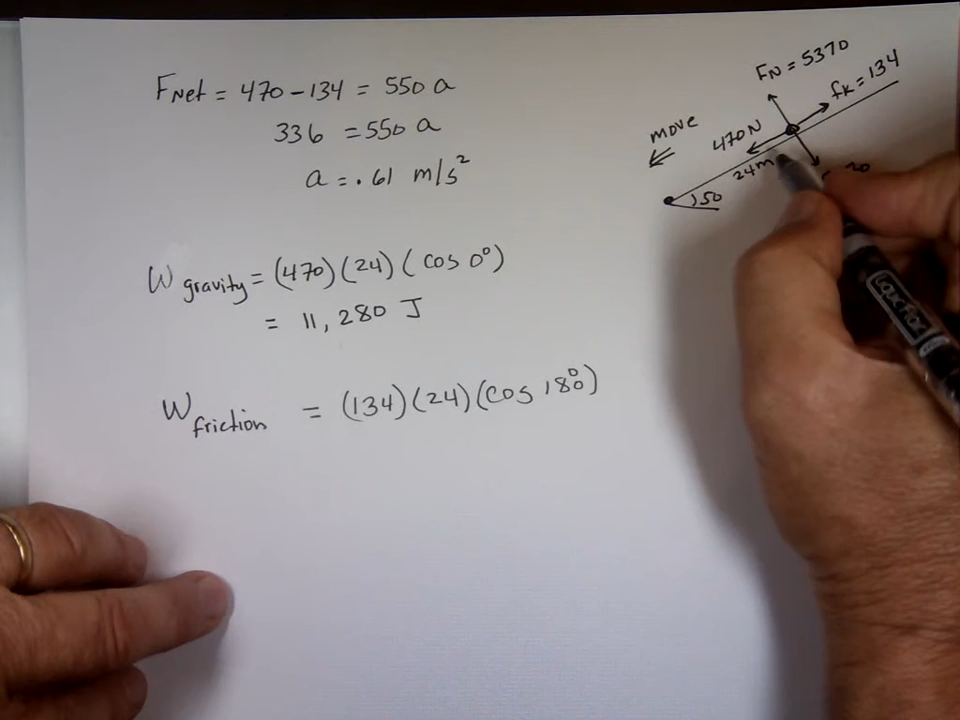 Fnet = 470 - 134 = 550 a
336 = 550 a
a = .61 m/s²
W gravity = (470)(24)(cos 0°)
= 11,280 J
W friction = (134)(24)(cos 180°)
FN = 5370
fk = 134
move
470N
24m
50